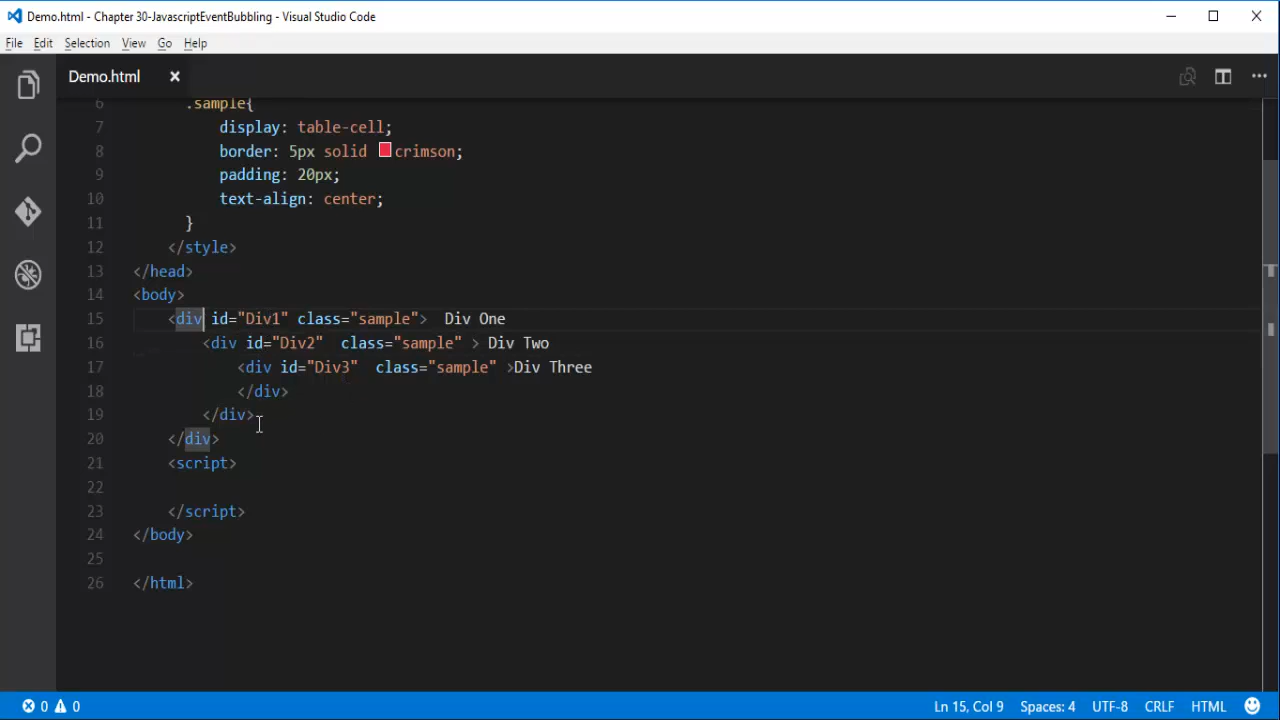 Demo.html - Chapter 30-JavascriptEventBubbling - Visual Studio Code
File Edit Selection View Go Help
Demo.html
6 .sample{
7 display: table-cell;
8 border: 5px solid crimson;
9 padding: 20px;
10 text-align: center;
11 }
12 </style>
13 </head>
14 <body>
15 <div id="Div1" class="sample"> Div One
16 <div id="Div2" class="sample" > Div Two
17 <div id="Div3" class="sample" >Div Three
18 </div>
19 </div>
20 </div>
21 <script>
22
23 </script>
24 </body>
25
26 </html>
0 0 Ln 15, Col 9 Spaces: 4 UTF-8 CRLF HTML